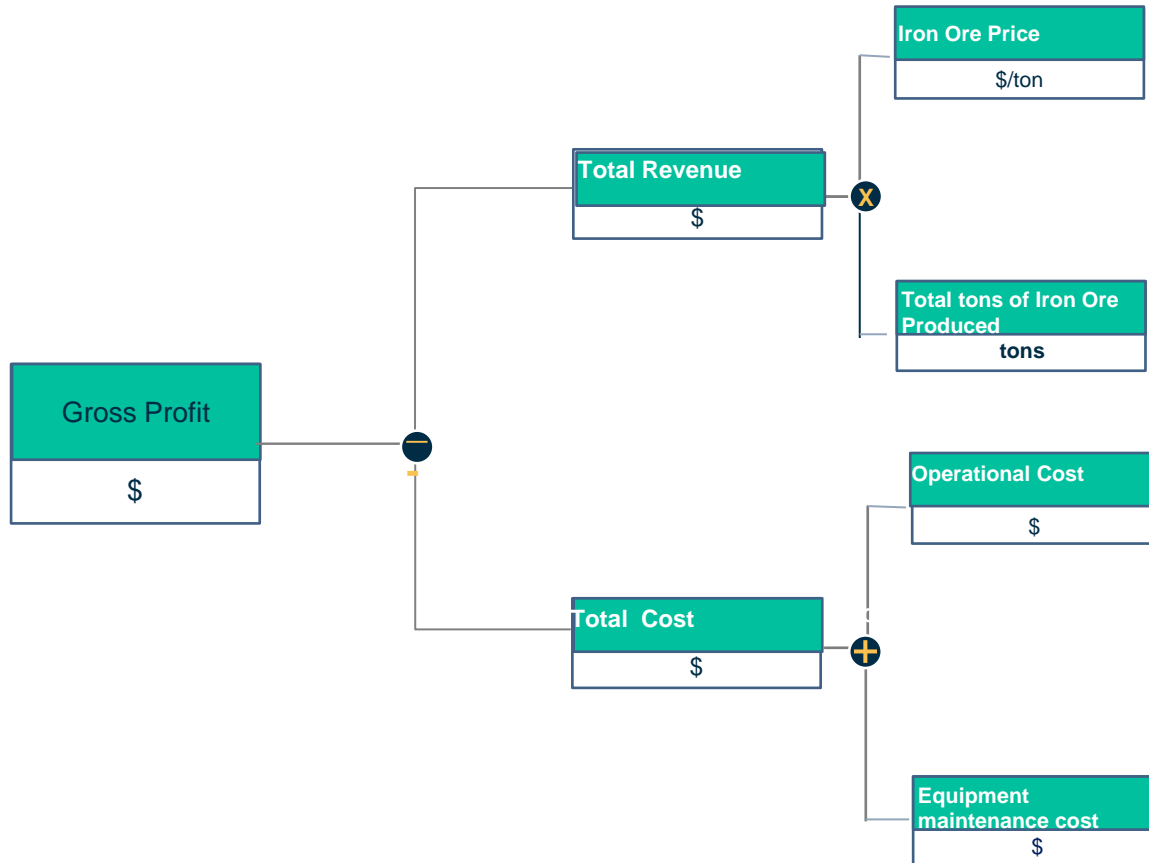 Iron Ore Price
$/ton
Total Revenue
$
X
Total tons of Iron Ore
Produced
tons
Gross Profit
$
–
-
Operational Cost
$
Total  Cost
$
+
Equipment
maintenance cost
$